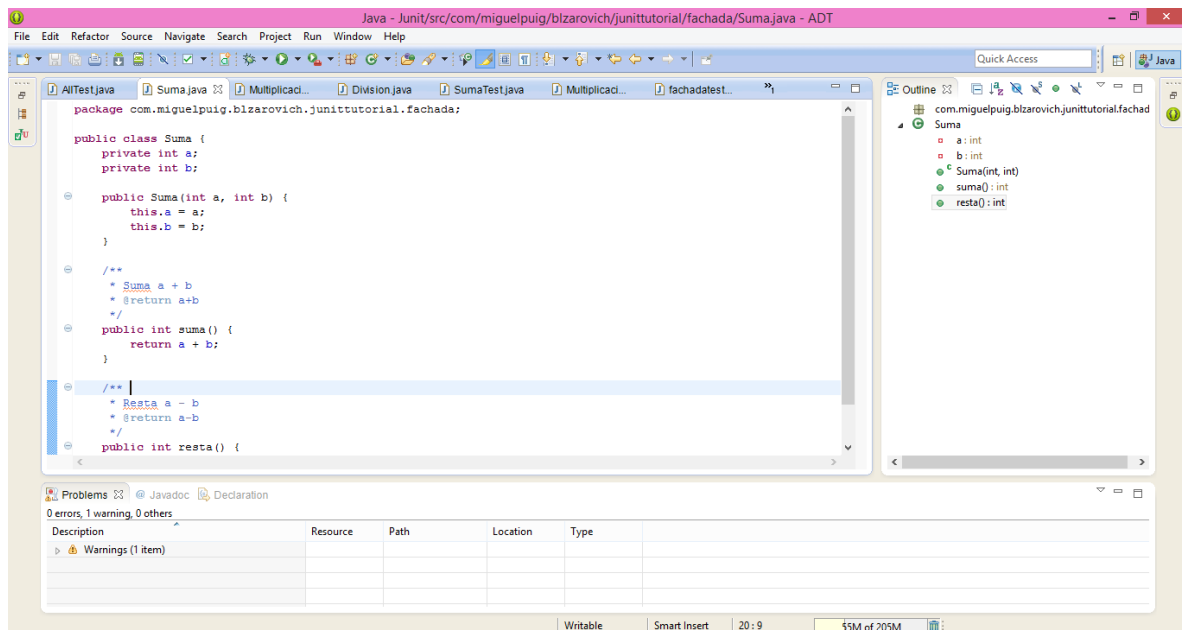 Java - Junit/src/com/miguelpuig/blzarovich/junittutorial/fachada/Suma.java - ADT
File Edit Refactor Source Navigate Search Project Run Window Help
Quick Access
Java
AllTest.java Suma.java Multiplicaci... Division.java SumaTest.java Multiplicaci... fachadatest... »1
package com.miguelpuig.blzarovich.junittutorial.fachada;
public class Suma {
private int a;
private int b;
public Suma(int a, int b) {
this.a = a;
this.b = b;
}
/**
* Suma a + b
* @return a+b
*/
public int suma() {
return a + b;
}
/**
* Resta a - b
* @return a-b
*/
public int resta() {
Outline
com.miguelpuig.blzarovich.junittutorial.fachad
Suma
a : int
b : int
Suma(int, int)
suma() : int
resta() : int
Problems @ Javadoc Declaration
0 errors, 1 warning, 0 others
Description Resource Path Location Type
Warnings (1 item)
Writable Smart Insert 20 : 9 55M of 205M